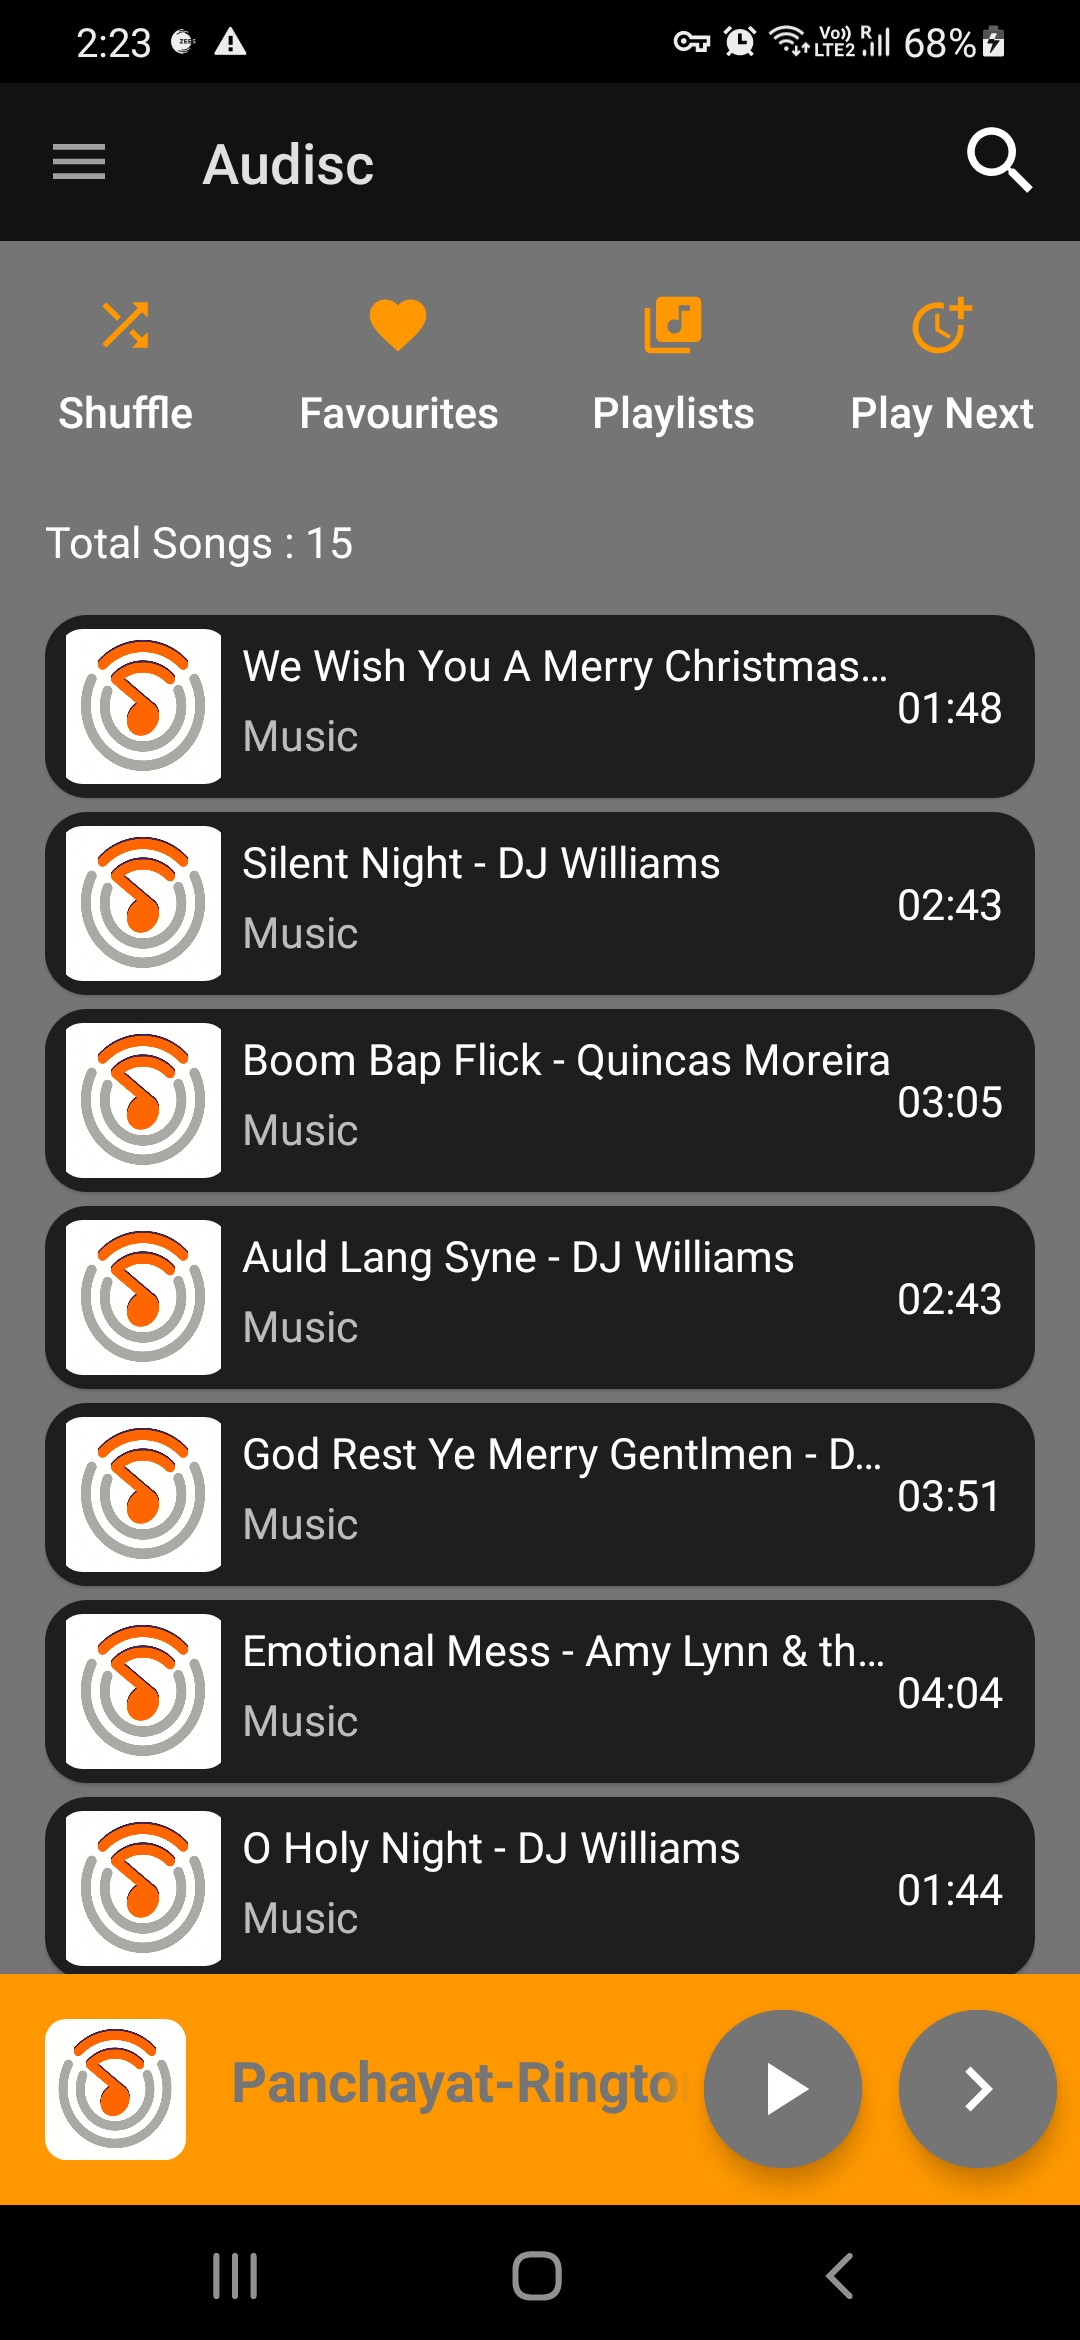 2:23
Vo)) R
LTE2
68%
Audisc
Shuffle Favourites Playlists Play Next
Total Songs : 15
We Wish You A Merry Christmas...
Music
01:48
Silent Night - DJ Williams
Music
02:43
Boom Bap Flick - Quincas Moreira
Music
03:05
Auld Lang Syne - DJ Williams
Music
02:43
God Rest Ye Merry Gentlmen - D...
Music
03:51
Emotional Mess - Amy Lynn & th...
Music
04:04
O Holy Night - DJ Williams
Music
01:44
Panchayat-Ringto